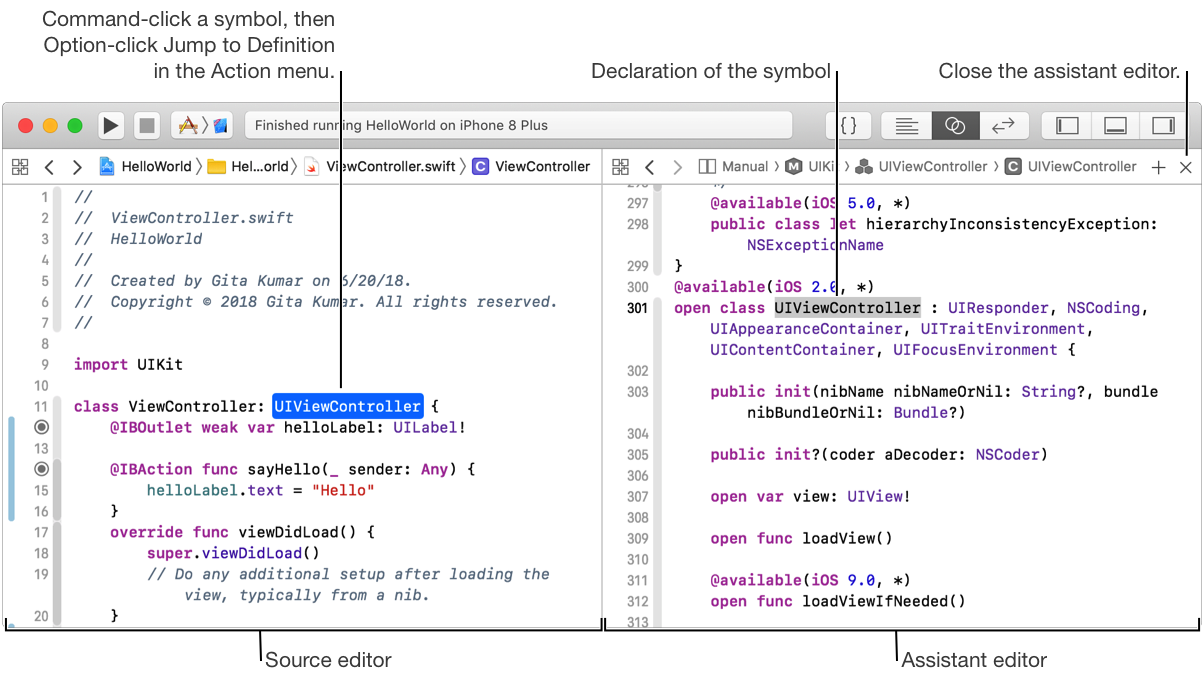 Command-click a symbol, then
Option-click Jump to Definition
in the Action menu.
Declaration of the symbol
Close the assistant editor.
Finished running HelloWorld on iPhone 8 Plus
{}
HelloWorld
Hel...orld
ViewController.swift
C
ViewController
1 //
2 //  ViewController.swift
3 //  HelloWorld
4 //
5 //  Created by Gita Kumar on 6/20/18.
6 //  Copyright © 2018 Gita Kumar. All rights reserved.
7 //
8
9 import UIKit
10
11 class ViewController: UIViewController {
@IBOutlet weak var helloLabel: UILabel!
13
@IBAction func sayHello(_ sender: Any) {
15 helloLabel.text = "Hello"
16 }
17 override func viewDidLoad() {
18 super.viewDidLoad()
19 // Do any additional setup after loading the
view, typically from a nib.
20 }
Manual
M
UIViewController
C
UIViewController
297 @available(iOS 5.0, *)
298 public class let hierarchyInconsistencyException:
NSExceptionName
299 }
300 @available(iOS 2.0, *)
301 open class UIViewController : UIResponder, NSCoding,
UIAppearanceContainer, UITraitEnvironment,
UIContentContainer, UIFocusEnvironment {
302
303 public init(nibName nibNameOrNil: String?, bundle
nibBundleOrNil: Bundle?)
304
305 public init?(coder aDecoder: NSCoder)
306
307 open var view: UIView!
308
309 open func loadView()
310
311 @available(iOS 9.0, *)
312 open func loadViewIfNeeded()
313
Source editor
Assistant editor